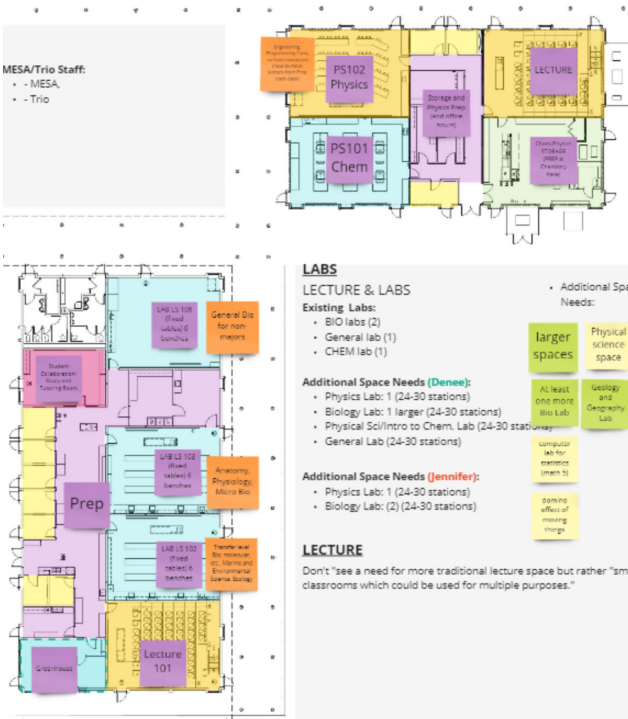 MESA/Trio Staff:
- MESA,
- Trio
Engineering,
PS102
Physics
LECTURE
Storage and
Physics Prep
(and office
hours)
PS101
Chem
Chem/Physics
STORAGE
Chemistry
here)
LAB LS 106
(fixed
tables) 6
benches
General Bio
for non-
majors
Student
Collaboration
Study and
Tutoring Room
LAB LS 103
(fixed
tables) 6
benches
Anatomy,
Physiology,
Micro Bio
Prep
LAB LS 102
(fixed
tables) 6
benches
Transfer level
Bio: molecular
etc. Marine and
Environmental
Science, Ecology
Greenhouse
Lecture
101
LABS
LECTURE & LABS
Existing Labs:
BIO labs (2)
General lab (1)
CHEM lab (1)
Additional Space Needs (Denee):
Physics Lab: 1 (24-30 stations)
Biology Lab: 1 larger (24-30 stations)
Physical Sci/Intro to Chem. Lab (24-30 stations)
General Lab (24-30 stations)
Additional Space Needs (Jennifer):
Physics Lab: 1 (24-30 stations)
Biology Lab: (2) (24-30 stations)
Additional Spa
Needs:
larger
spaces
Physical
science
space
At least
one more
Bio Lab
Geology
and
Geography
Lab
computer
lab for
statistics
(math 5)
domino
effect of
moving
things
LECTURE
Don't "see a need for more traditional lecture space but rather "sm
classrooms which could be used for multiple purposes."